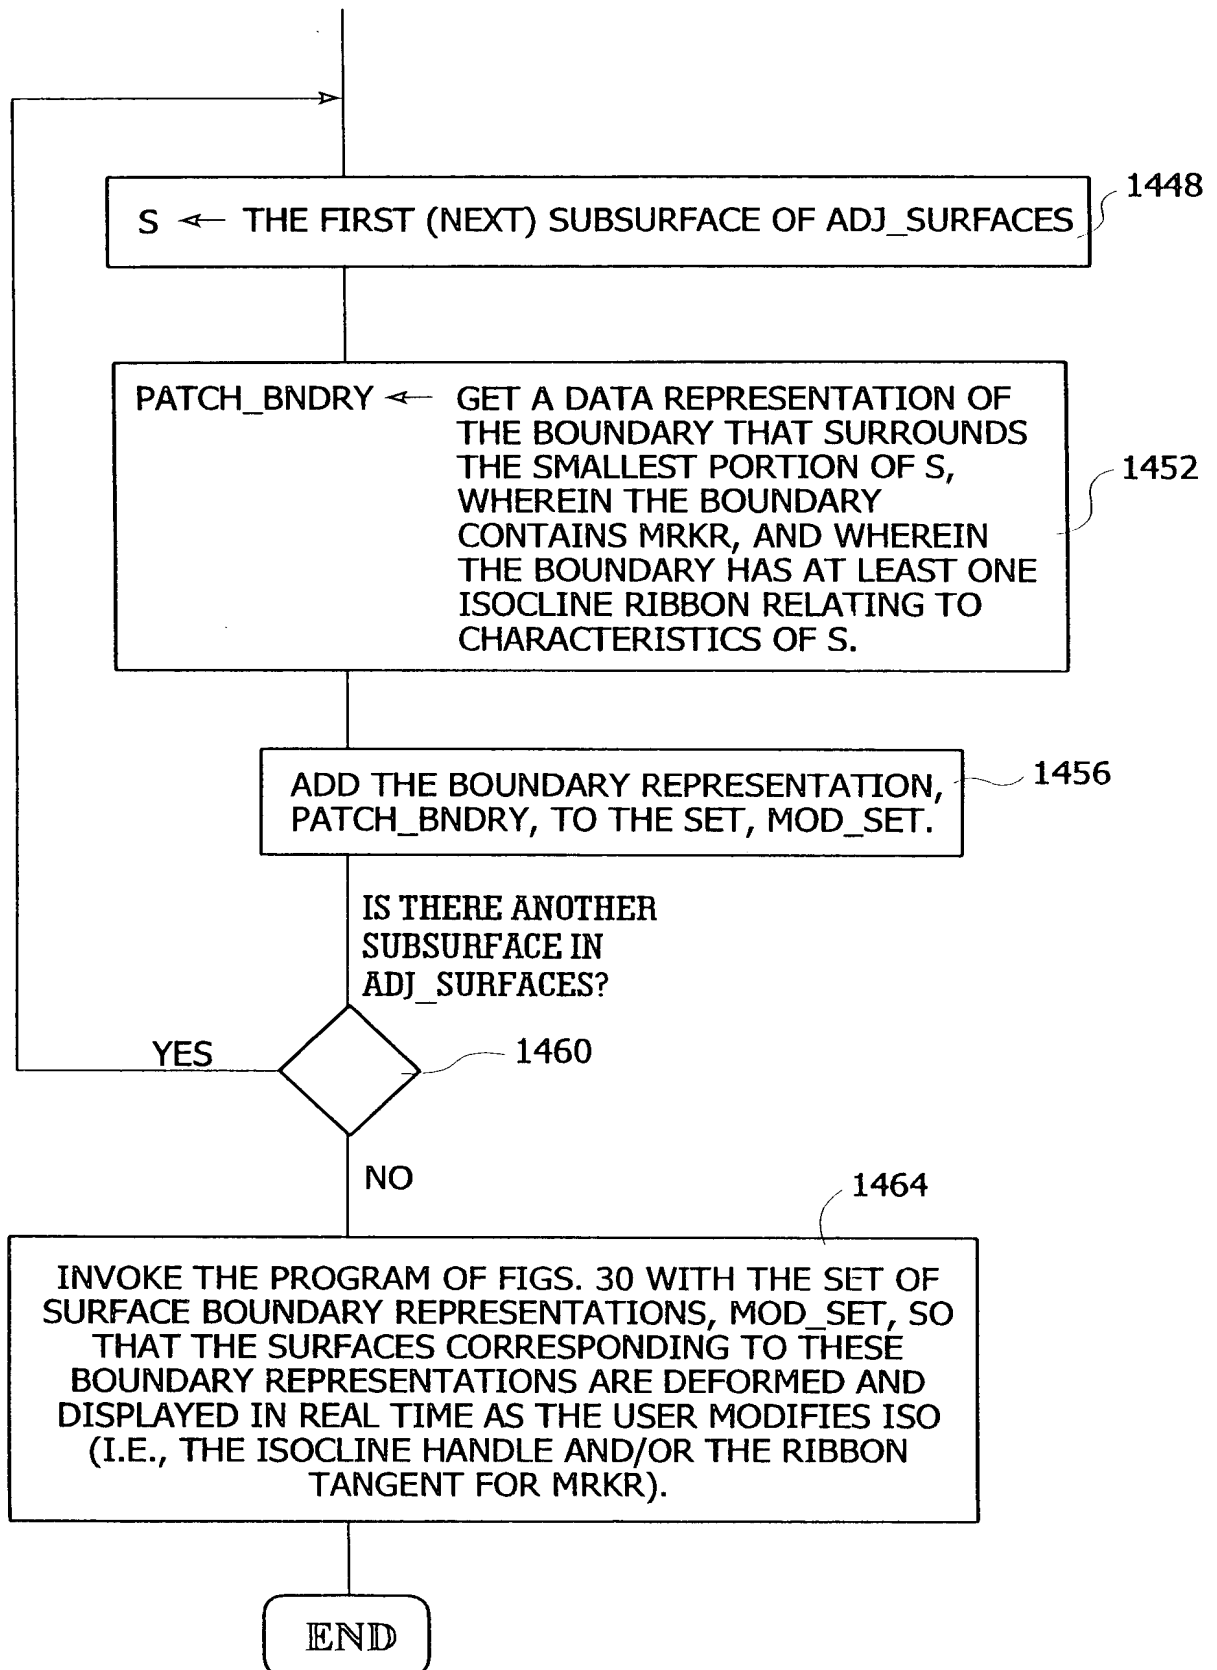 1448
S ← THE FIRST (NEXT) SUBSURFACE OF ADJ_SURFACES
PATCH_BNDRY ← GET A DATA REPRESENTATION OF
THE BOUNDARY THAT SURROUNDS
THE SMALLEST PORTION OF S,
WHEREIN THE BOUNDARY
CONTAINS MRKR, AND WHEREIN
THE BOUNDARY HAS AT LEAST ONE
ISOCLINE RIBBON RELATING TO
CHARACTERISTICS OF S.
1452
ADD THE BOUNDARY REPRESENTATION,
PATCH_BNDRY, TO THE SET, MOD_SET.
1456
IS THERE ANOTHER
SUBSURFACE IN
ADJ_SURFACES?
YES
1460
NO
1464
INVOKE THE PROGRAM OF FIGS. 30 WITH THE SET OF
SURFACE BOUNDARY REPRESENTATIONS, MOD_SET, SO
THAT THE SURFACES CORRESPONDING TO THESE
BOUNDARY REPRESENTATIONS ARE DEFORMED AND
DISPLAYED IN REAL TIME AS THE USER MODIFIES ISO
(I.E., THE ISOCLINE HANDLE AND/OR THE RIBBON
TANGENT FOR MRKR).
END